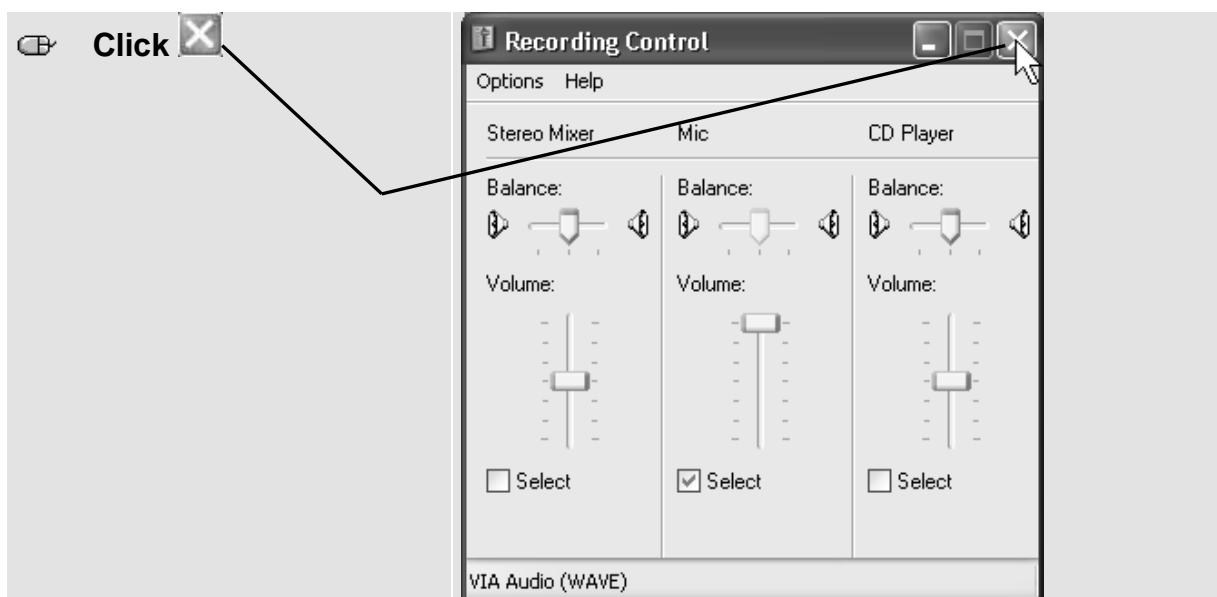 Click
Recording Control
Options Help
Stereo Mixer Mic CD Player
Balance: Balance: Balance:
Volume: Volume: Volume:
Select Select Select
VIA Audio (WAVE)